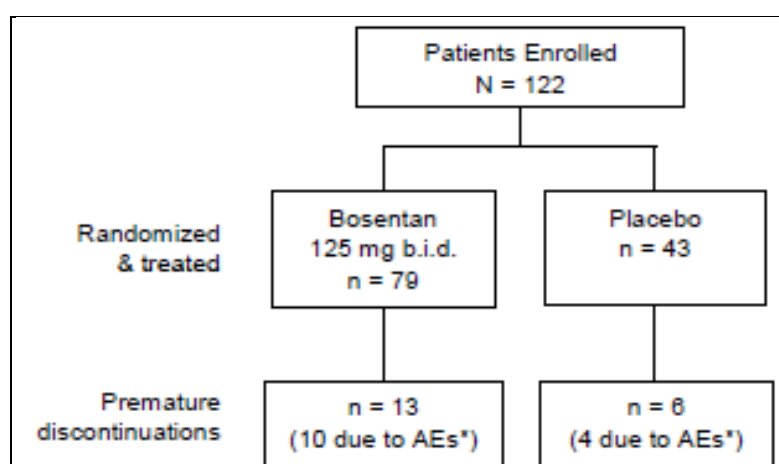 Patients Enrolled
N = 122
Randomized
& treated
Bosentan
125 mg b.i.d.
n = 79
Placebo
n = 43
Premature
discontinuations
n = 13
(10 due to AEs*)
n = 6
(4 due to AEs*)